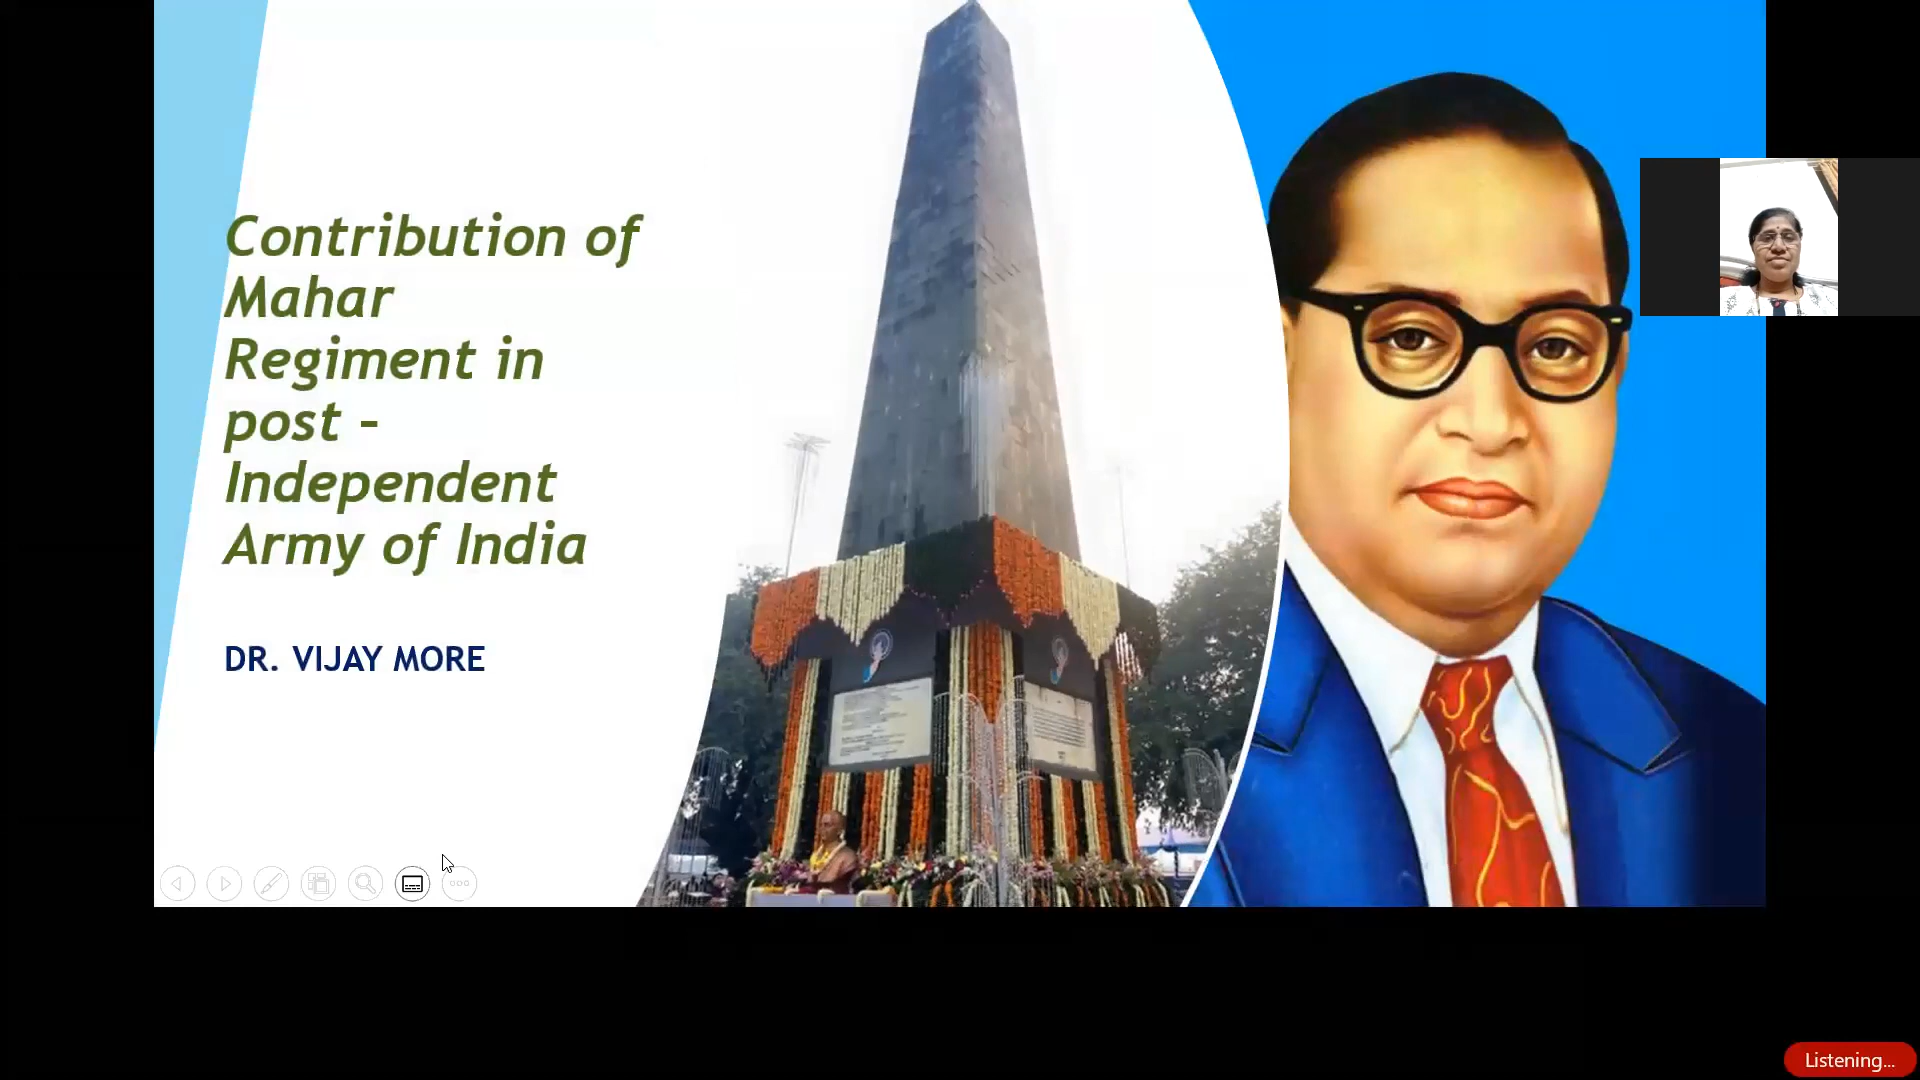 Contribution of
Mahar
Regiment in
post –
Independent
Army of India
DR. VIJAY MORE
Listening...